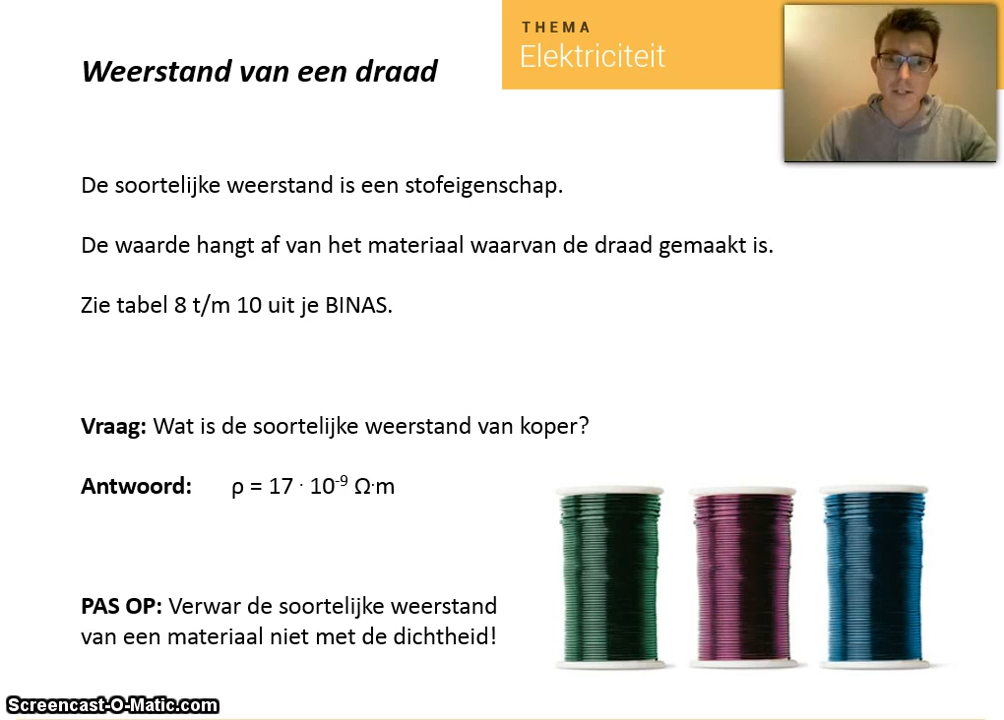 THEMA
Elektriciteit
Weerstand van een draad
De soortelijke weerstand is een stofeigenschap.
De waarde hangt af van het materiaal waarvan de draad gemaakt is.
Zie tabel 8 t/m 10 uit je BINAS.
Vraag: Wat is de soortelijke weerstand van koper?
Antwoord: ρ = 17 · 10⁻⁹ Ω·m
PAS OP: Verwar de soortelijke weerstand
van een materiaal niet met de dichtheid!
Screencast-O-Matic.com